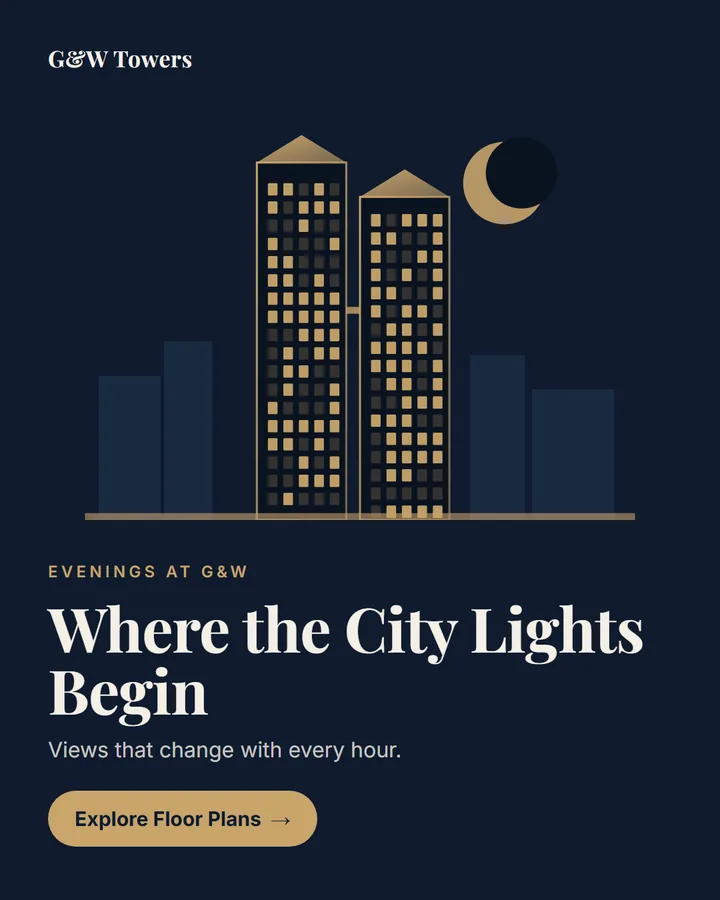 G&W Towers
EVENINGS AT G&W
Where the City Lights
Begin
Views that change with every hour.
Explore Floor Plans →